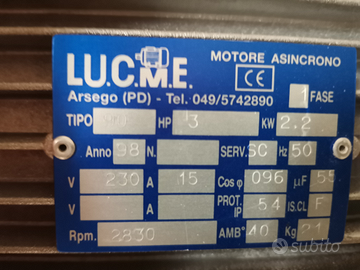 LU.C.M.E.
MOTORE ASINCRONO
Arsego (PD) - Tel. 049/5742890
CE
1 FASE
TIPO HP 3 KW 2.2
Anno 98 N. SERV. SC Hz 50
V 230 A 15 Cos φ 096 μF 55
V A PROT. IP 54 IS.CL F
Rpm. 2830 AMB° 40 Kg 21
subito